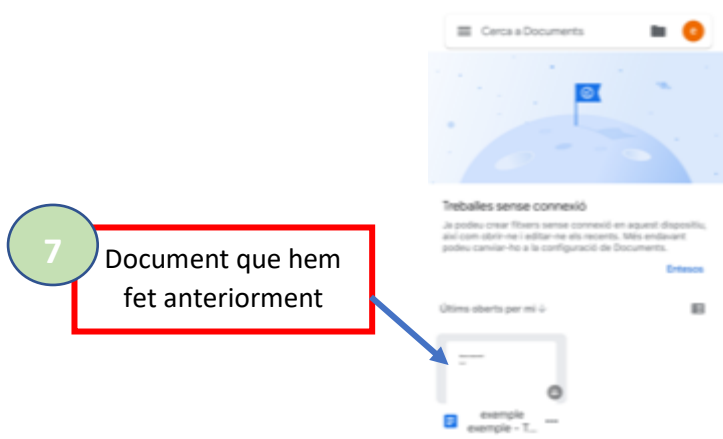 Cerca a Documents
e
Treballes sense connexió
Ja podeu crear fitxers sense connexió en aquest dispositiu,
així com obrir-ne i editar-ne els recents. Més endavant
podeu canviar-ho a la configuració de Documents.
Entesos
7
Document que hem
fet anteriorment
Últims oberts per mi
exemple
exemple - T...